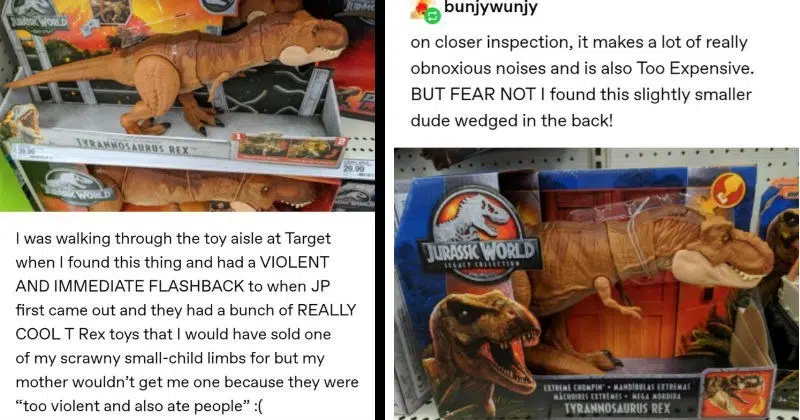 JURASSIC WORLD
TYRANNOSAURUS REX
39.99
29.99
JURASSIC WORLD
I was walking through the toy aisle at Target
when I found this thing and had a VIOLENT
AND IMMEDIATE FLASHBACK to when JP
first came out and they had a bunch of REALLY
COOL T Rex toys that I would have sold one
of my scrawny small-child limbs for but my
mother wouldn’t get me one because they were
“too violent and also ate people” :(
bunjywunjy
on closer inspection, it makes a lot of really
obnoxious noises and is also Too Expensive.
BUT FEAR NOT I found this slightly smaller
dude wedged in the back!
JURASSIC WORLD
LEGACY COLLECTION
EXTREME CHOMPIN' • MANDÍBULAS EXTREMAS
MÂCHOIRES EXTRÊMES • MEGA MORDIDA
TYRANNOSAURUS REX